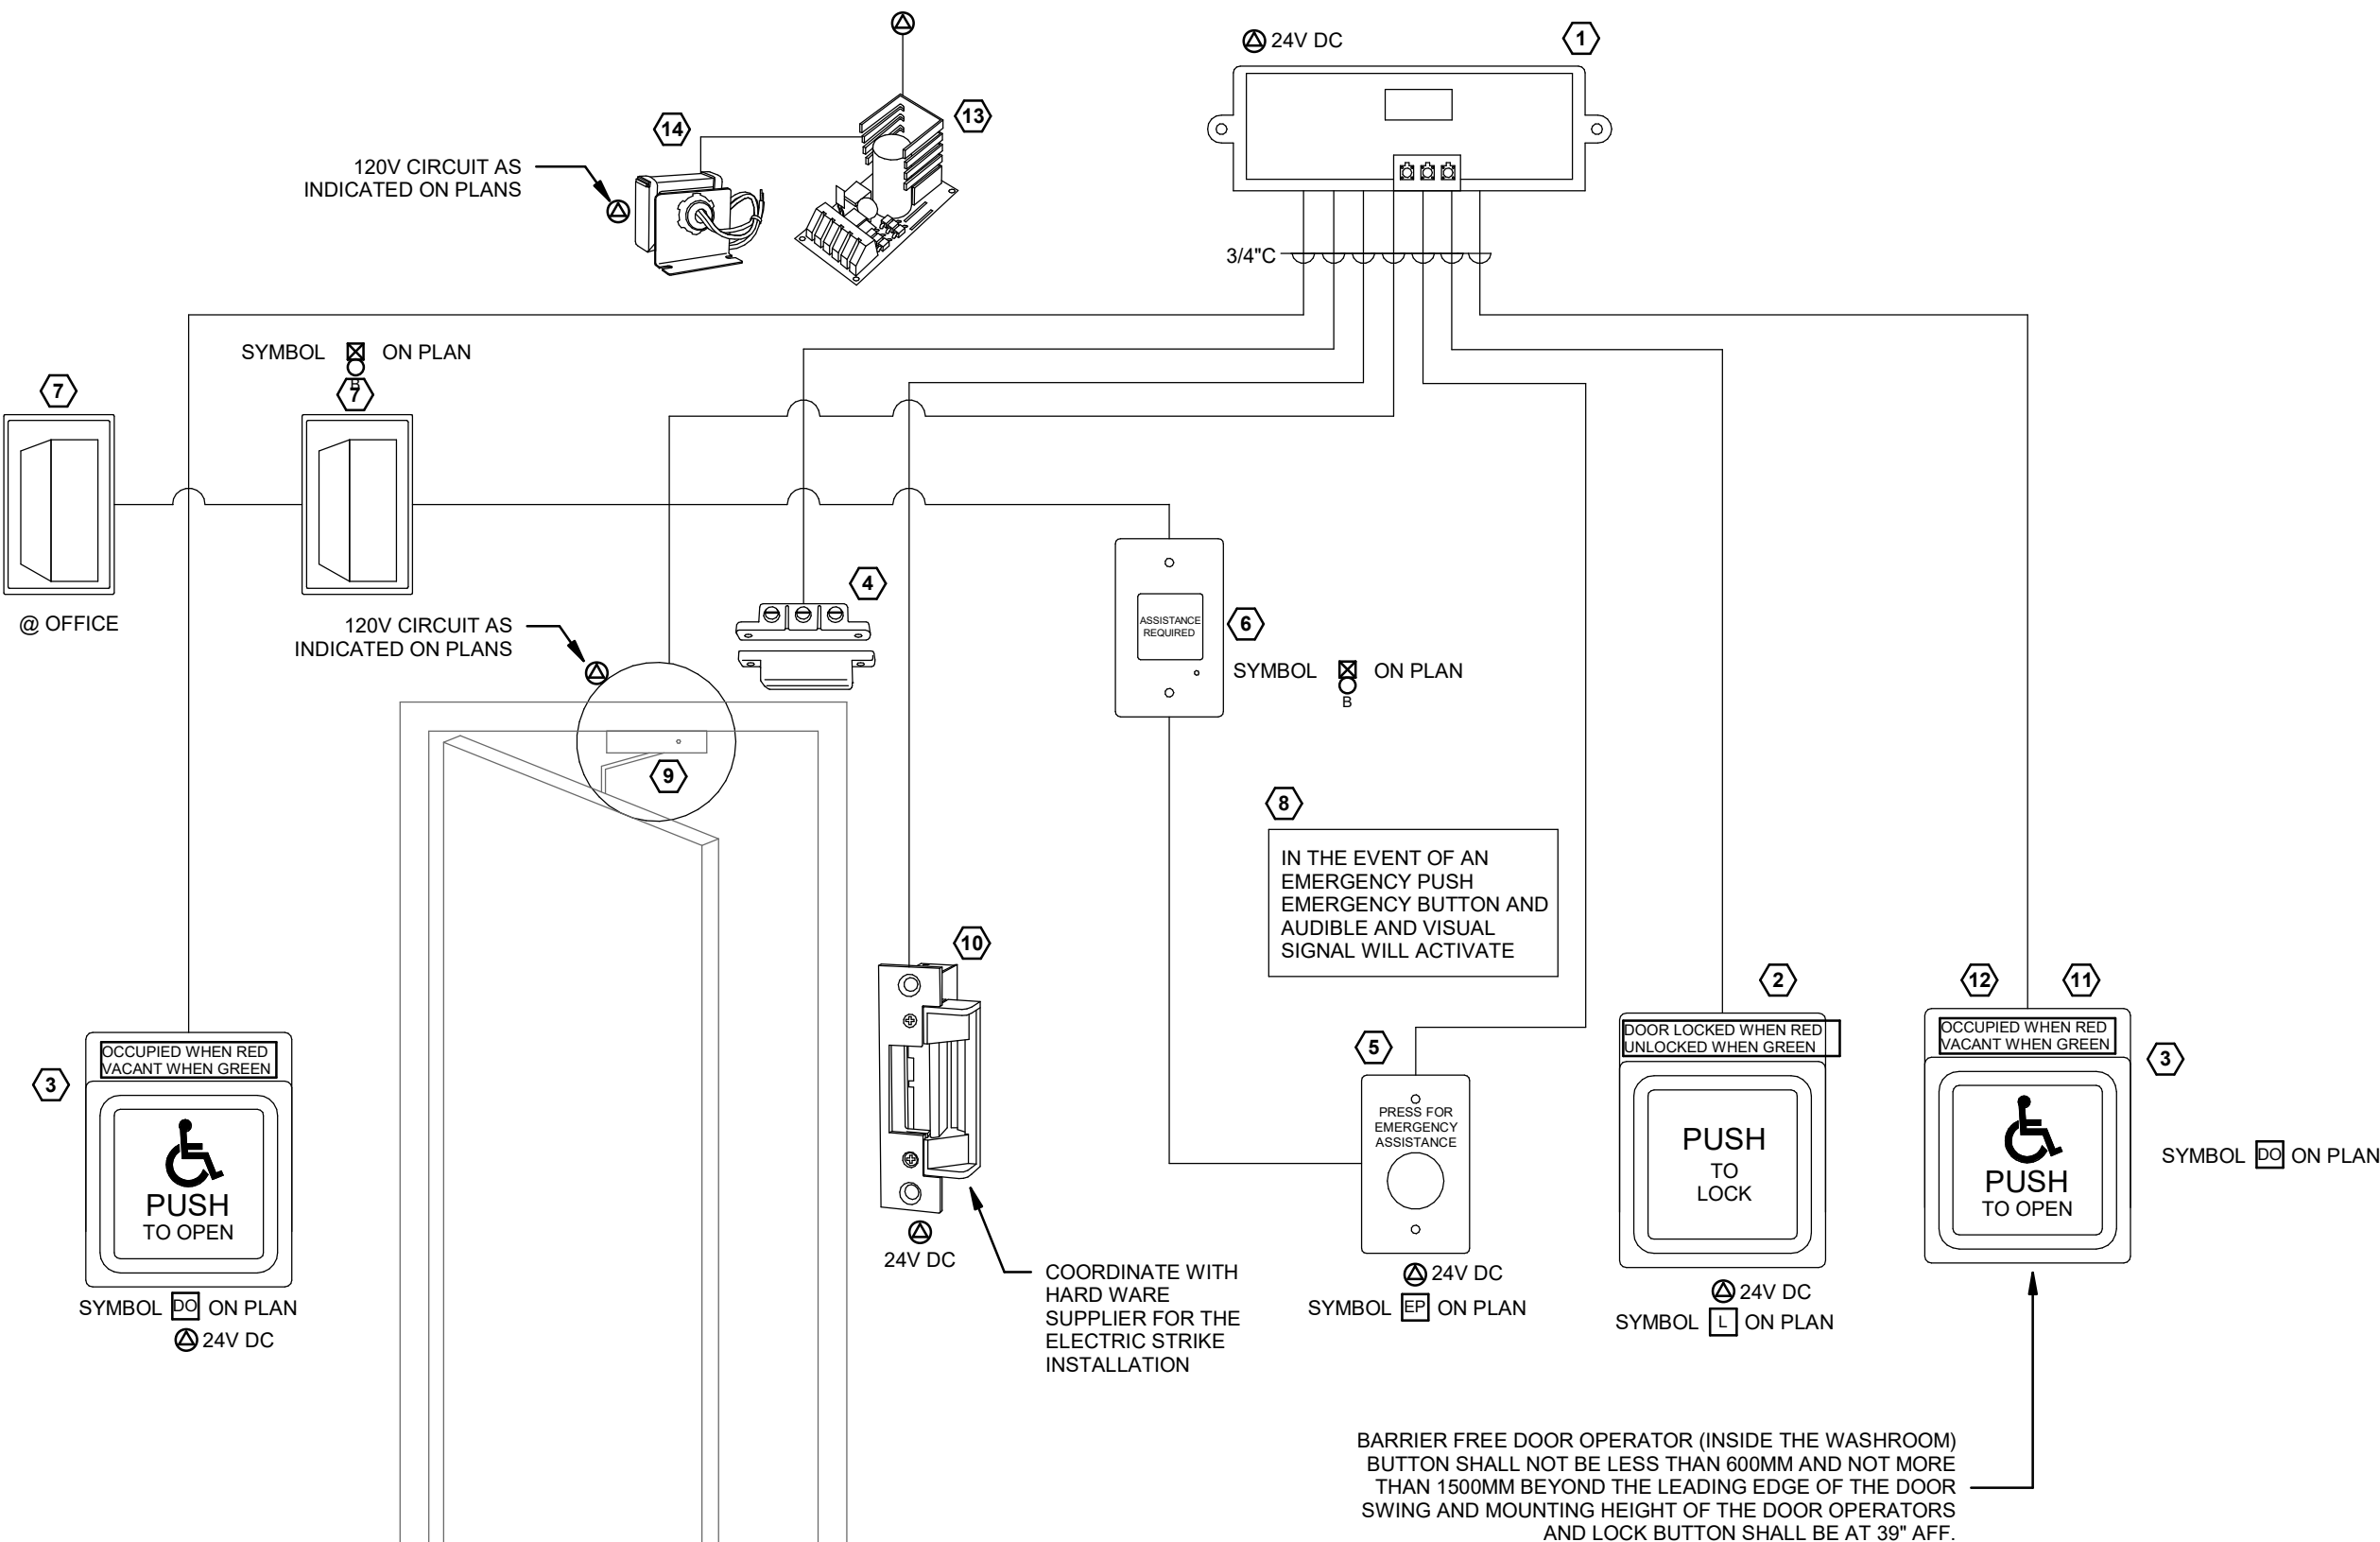 24V DC
1
14
13
120V CIRCUIT AS
INDICATED ON PLANS
3/4"C
SYMBOL ON PLAN
B
7
7
@ OFFICE
4
120V CIRCUIT AS
INDICATED ON PLANS
9
ASSISTANCE
REQUIRED
6
SYMBOL ON PLAN
B
8
IN THE EVENT OF AN
EMERGENCY PUSH
EMERGENCY BUTTON AND
AUDIBLE AND VISUAL
SIGNAL WILL ACTIVATE
10
24V DC
COORDINATE WITH
HARD WARE
SUPPLIER FOR THE
ELECTRIC STRIKE
INSTALLATION
3
OCCUPIED WHEN RED
VACANT WHEN GREEN
PUSH
TO OPEN
SYMBOL DO ON PLAN
24V DC
5
PRESS FOR
EMERGENCY
ASSISTANCE
24V DC
SYMBOL EP ON PLAN
2
DOOR LOCKED WHEN RED
UNLOCKED WHEN GREEN
PUSH
TO
LOCK
24V DC
SYMBOL L ON PLAN
12
11
OCCUPIED WHEN RED
VACANT WHEN GREEN
3
PUSH
TO OPEN
SYMBOL DO ON PLAN
BARRIER FREE DOOR OPERATOR (INSIDE THE WASHROOM)
BUTTON SHALL NOT BE LESS THAN 600MM AND NOT MORE
THAN 1500MM BEYOND THE LEADING EDGE OF THE DOOR
SWING AND MOUNTING HEIGHT OF THE DOOR OPERATORS
AND LOCK BUTTON SHALL BE AT 39" AFF.